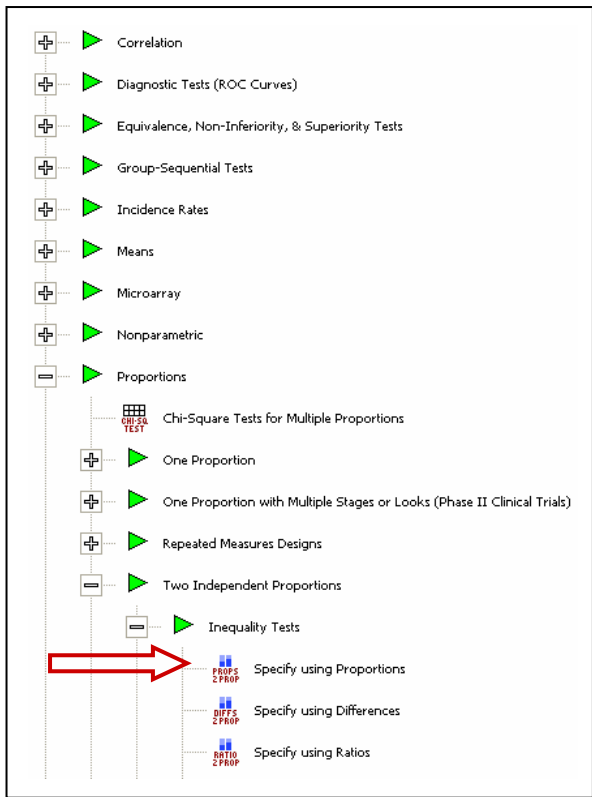 Correlation
Diagnostic Tests (ROC Curves)
Equivalence, Non-Inferiority, & Superiority Tests
Group-Sequential Tests
Incidence Rates
Means
Microarray
Nonparametric
Proportions
CHI-SQ
TEST
Chi-Square Tests for Multiple Proportions
One Proportion
One Proportion with Multiple Stages or Looks (Phase II Clinical Trials)
Repeated Measures Designs
Two Independent Proportions
Inequality Tests
PROPS
2 PROP
Specify using Proportions
DIFFS
2 PROP
Specify using Differences
RATIO
2 PROP
Specify using Ratios